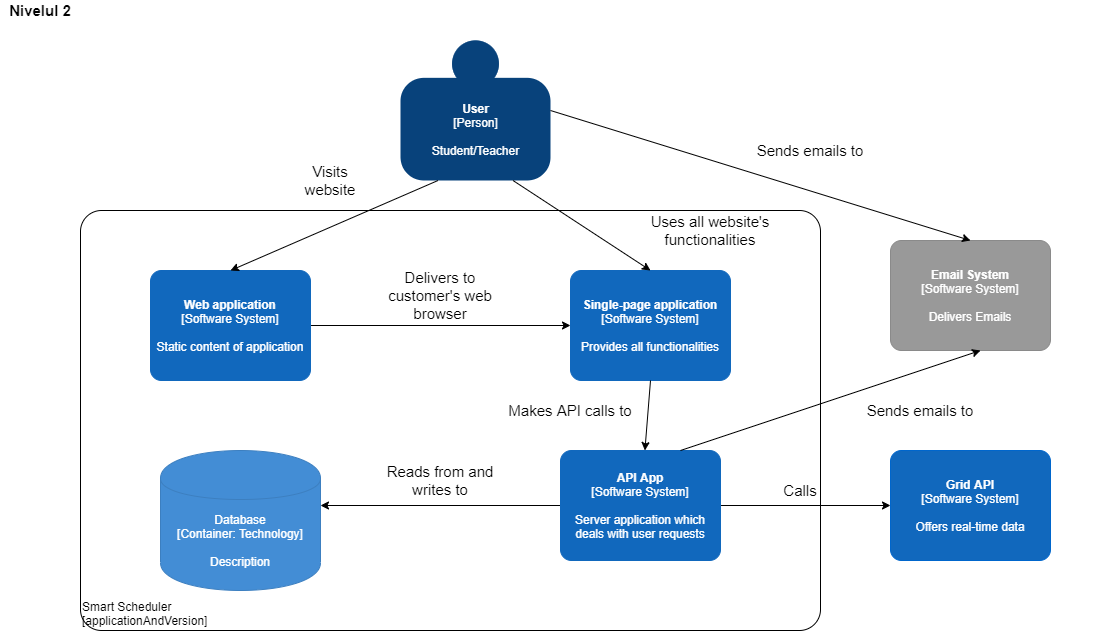 Nivelul 2
User
[Person]
Student/Teacher
Visits
website
Sends emails to
Uses all website's
functionalities
Web application
[Software System]
Static content of application
Delivers to
customer's web
browser
Single-page application
[Software System]
Provides all functionalities
Email System
[Software System]
Delivers Emails
Makes API calls to
Sends emails to
Database
[Container: Technology]
Description
Reads from and
writes to
API App
[Software System]
Server application which
deals with user requests
Calls
Grid API
[Software System]
Offers real-time data
Smart Scheduler
[applicationAndVersion]